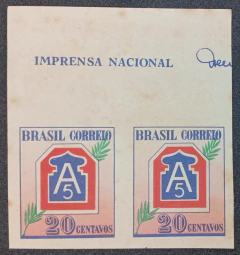 IMPRENSA NACIONAL
BRASIL CORREIO
A
5
20 CENTAVOS
BRASIL CORREIO
A
5
20 CENTAVOS